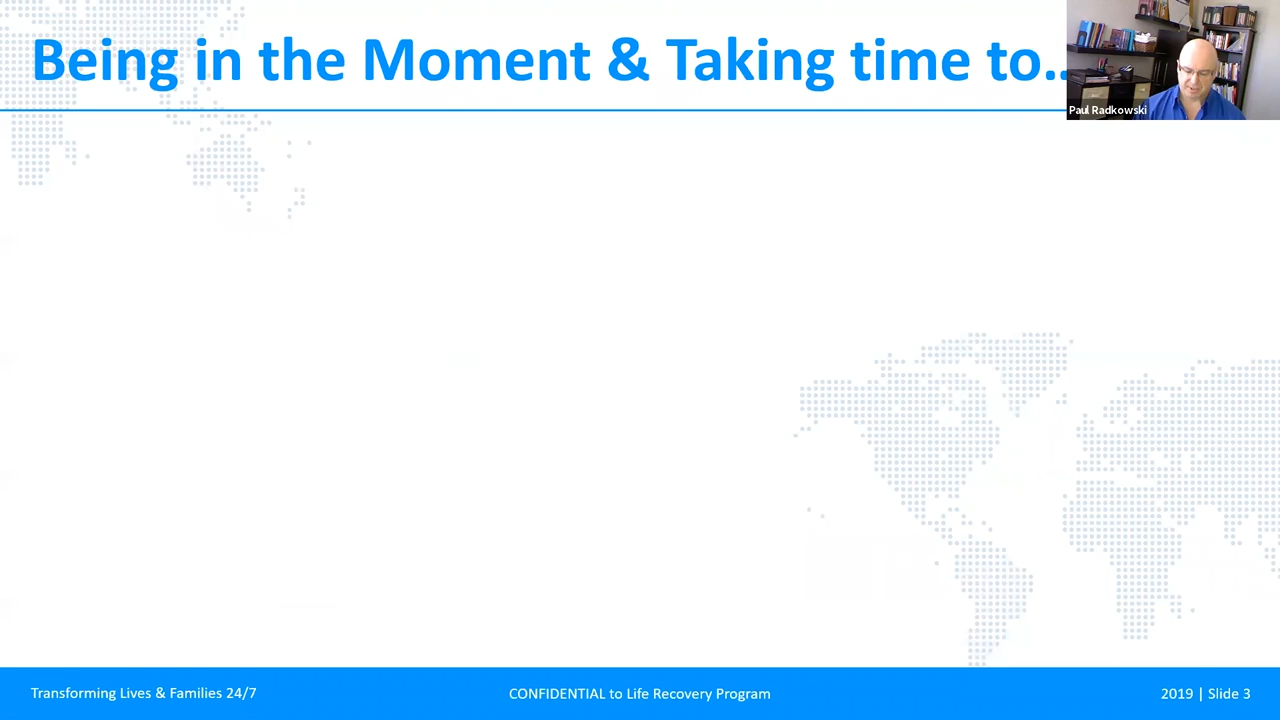 Being in the Moment & Taking time to..
Paul Radkowski
Transforming Lives & Families 24/7
CONFIDENTIAL to Life Recovery Program
2019 | Slide 3